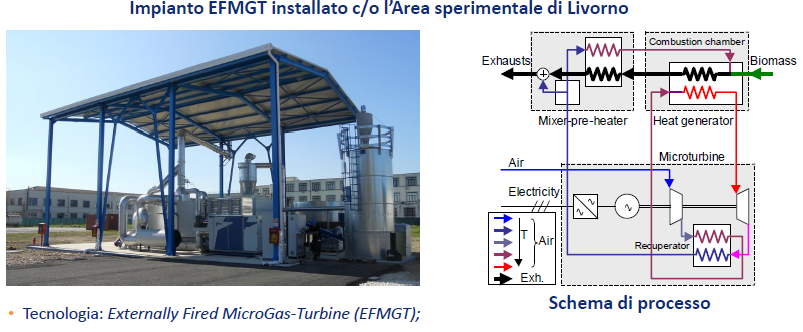 Impianto EFMGT installato c/o l'Area sperimentale di Livorno
Exhausts
Combustion chamber
Biomass
Mixer-pre-heater
Heat generator
Air
Microturbine
Electricity
T
Air
Exh.
Recuperator
Schema di processo
• Tecnologia: Externally Fired MicroGas-Turbine (EFMGT);